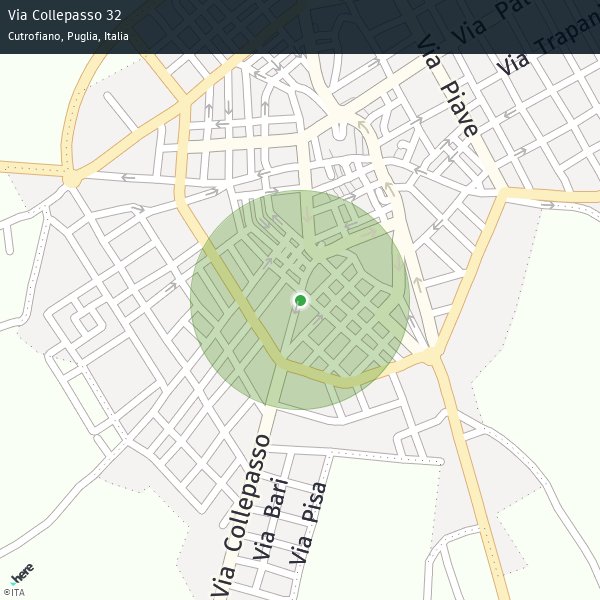 Via Collepasso 32
Cutrofiano, Puglia, Italia
Via Piave
Via Pat
Via Trapani
Via Collepasso
Via Bari
Via Pisa
here
©ITA